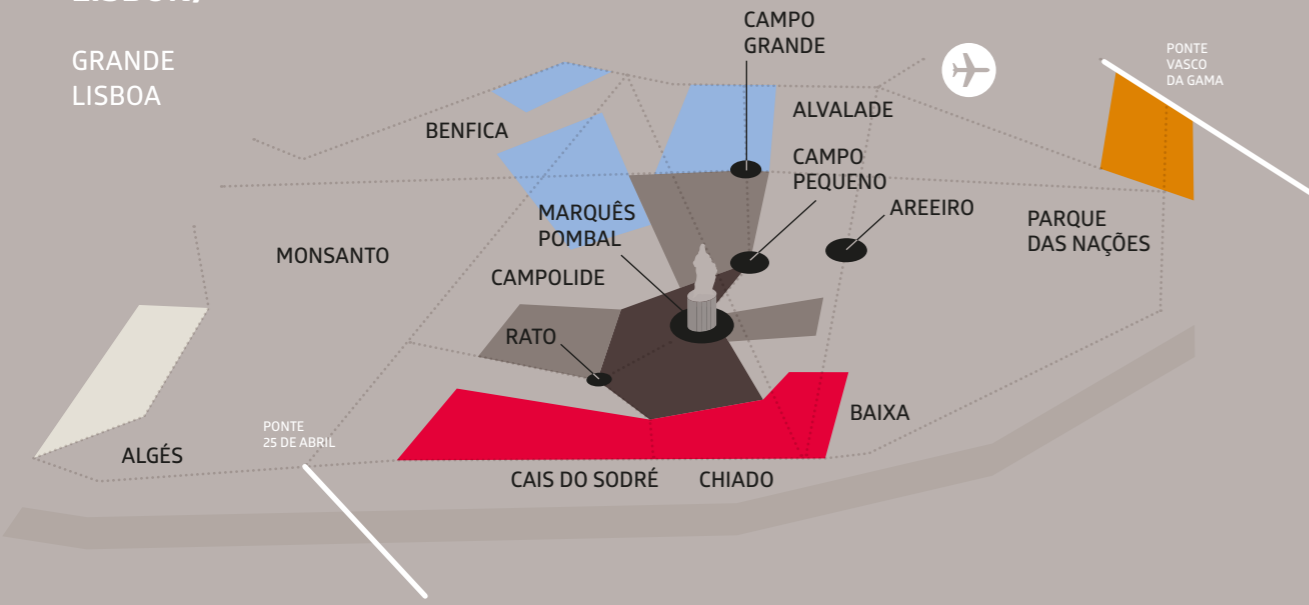 GRANDE
LISBOA
CAMPO
GRANDE
PONTE
VASCO
DA GAMA
BENFICA
ALVALADE
CAMPO
PEQUENO
AREEIRO
MARQUÊS
POMBAL
PARQUE
DAS NAÇÕES
MONSANTO
CAMPOLIDE
RATO
BAIXA
PONTE
25 DE ABRIL
ALGÉS
CAIS DO SODRÉ
CHIADO